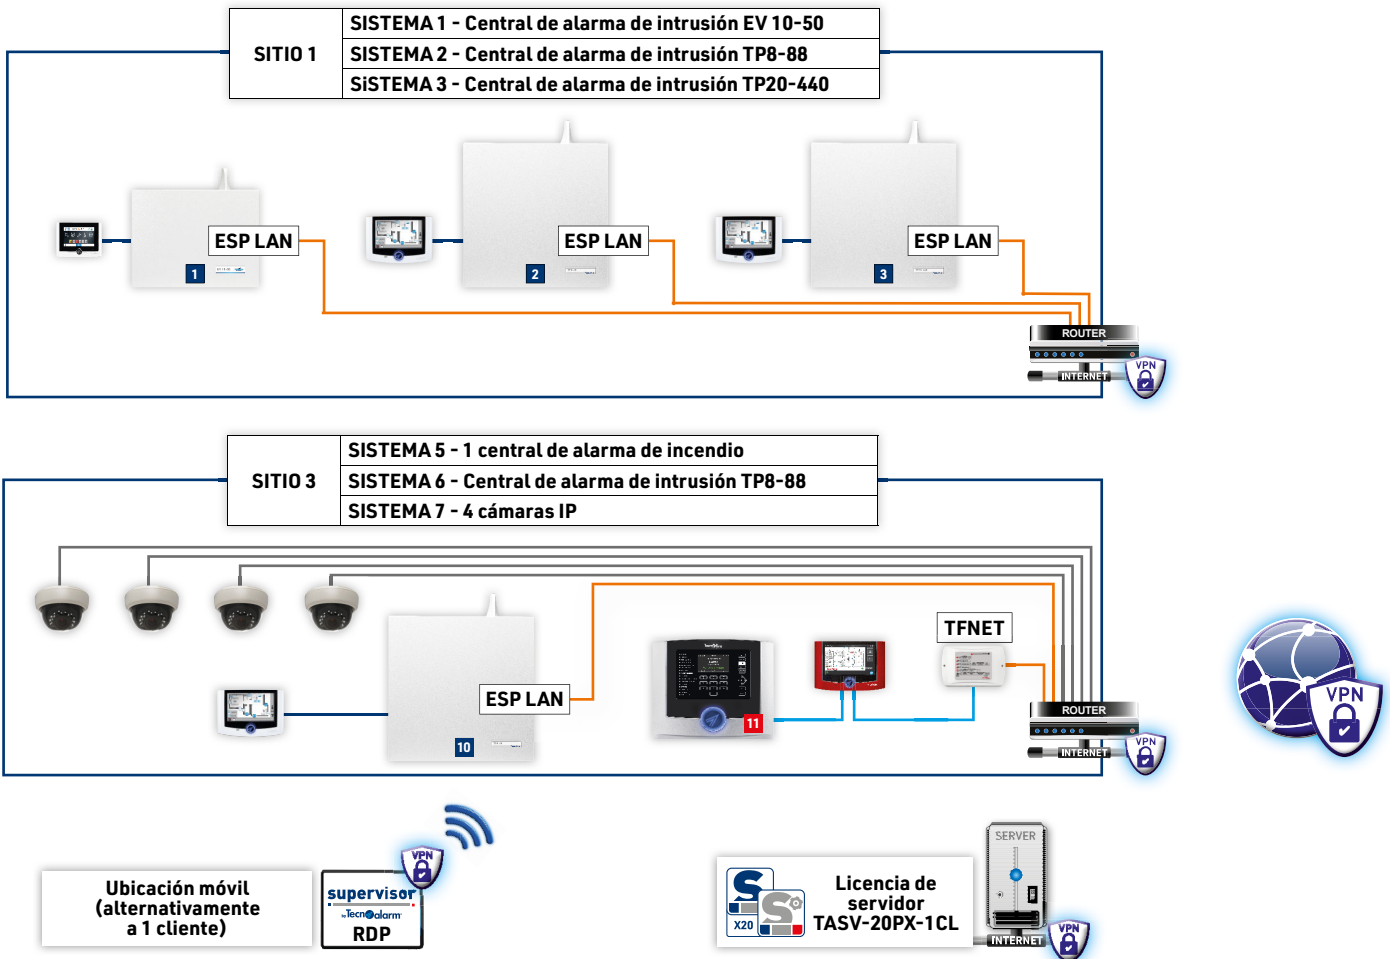 SITIO 1
SISTEMA 1 - Central de alarma de intrusión EV 10-50
SISTEMA 2 - Central de alarma de intrusión TP8-88
SiSTEMA 3 - Central de alarma de intrusión TP20-440
ESP LAN
1
ESP LAN
2
ESP LAN
3
ROUTER
INTERNET
VPN
SITIO 3
SISTEMA 5 - 1 central de alarma de incendio
SISTEMA 6 - Central de alarma de intrusión TP8-88
SISTEMA 7 - 4 cámaras IP
ESP LAN
10
11
TFNET
ROUTER
INTERNET
VPN
VPN
Ubicación móvil
(alternativamente
a 1 cliente)
VPN
supervisor
by Tecnoalarm
RDP
S
X20
S
Licencia de
servidor
TASV-20PX-1CL
SERVER
INTERNET
VPN